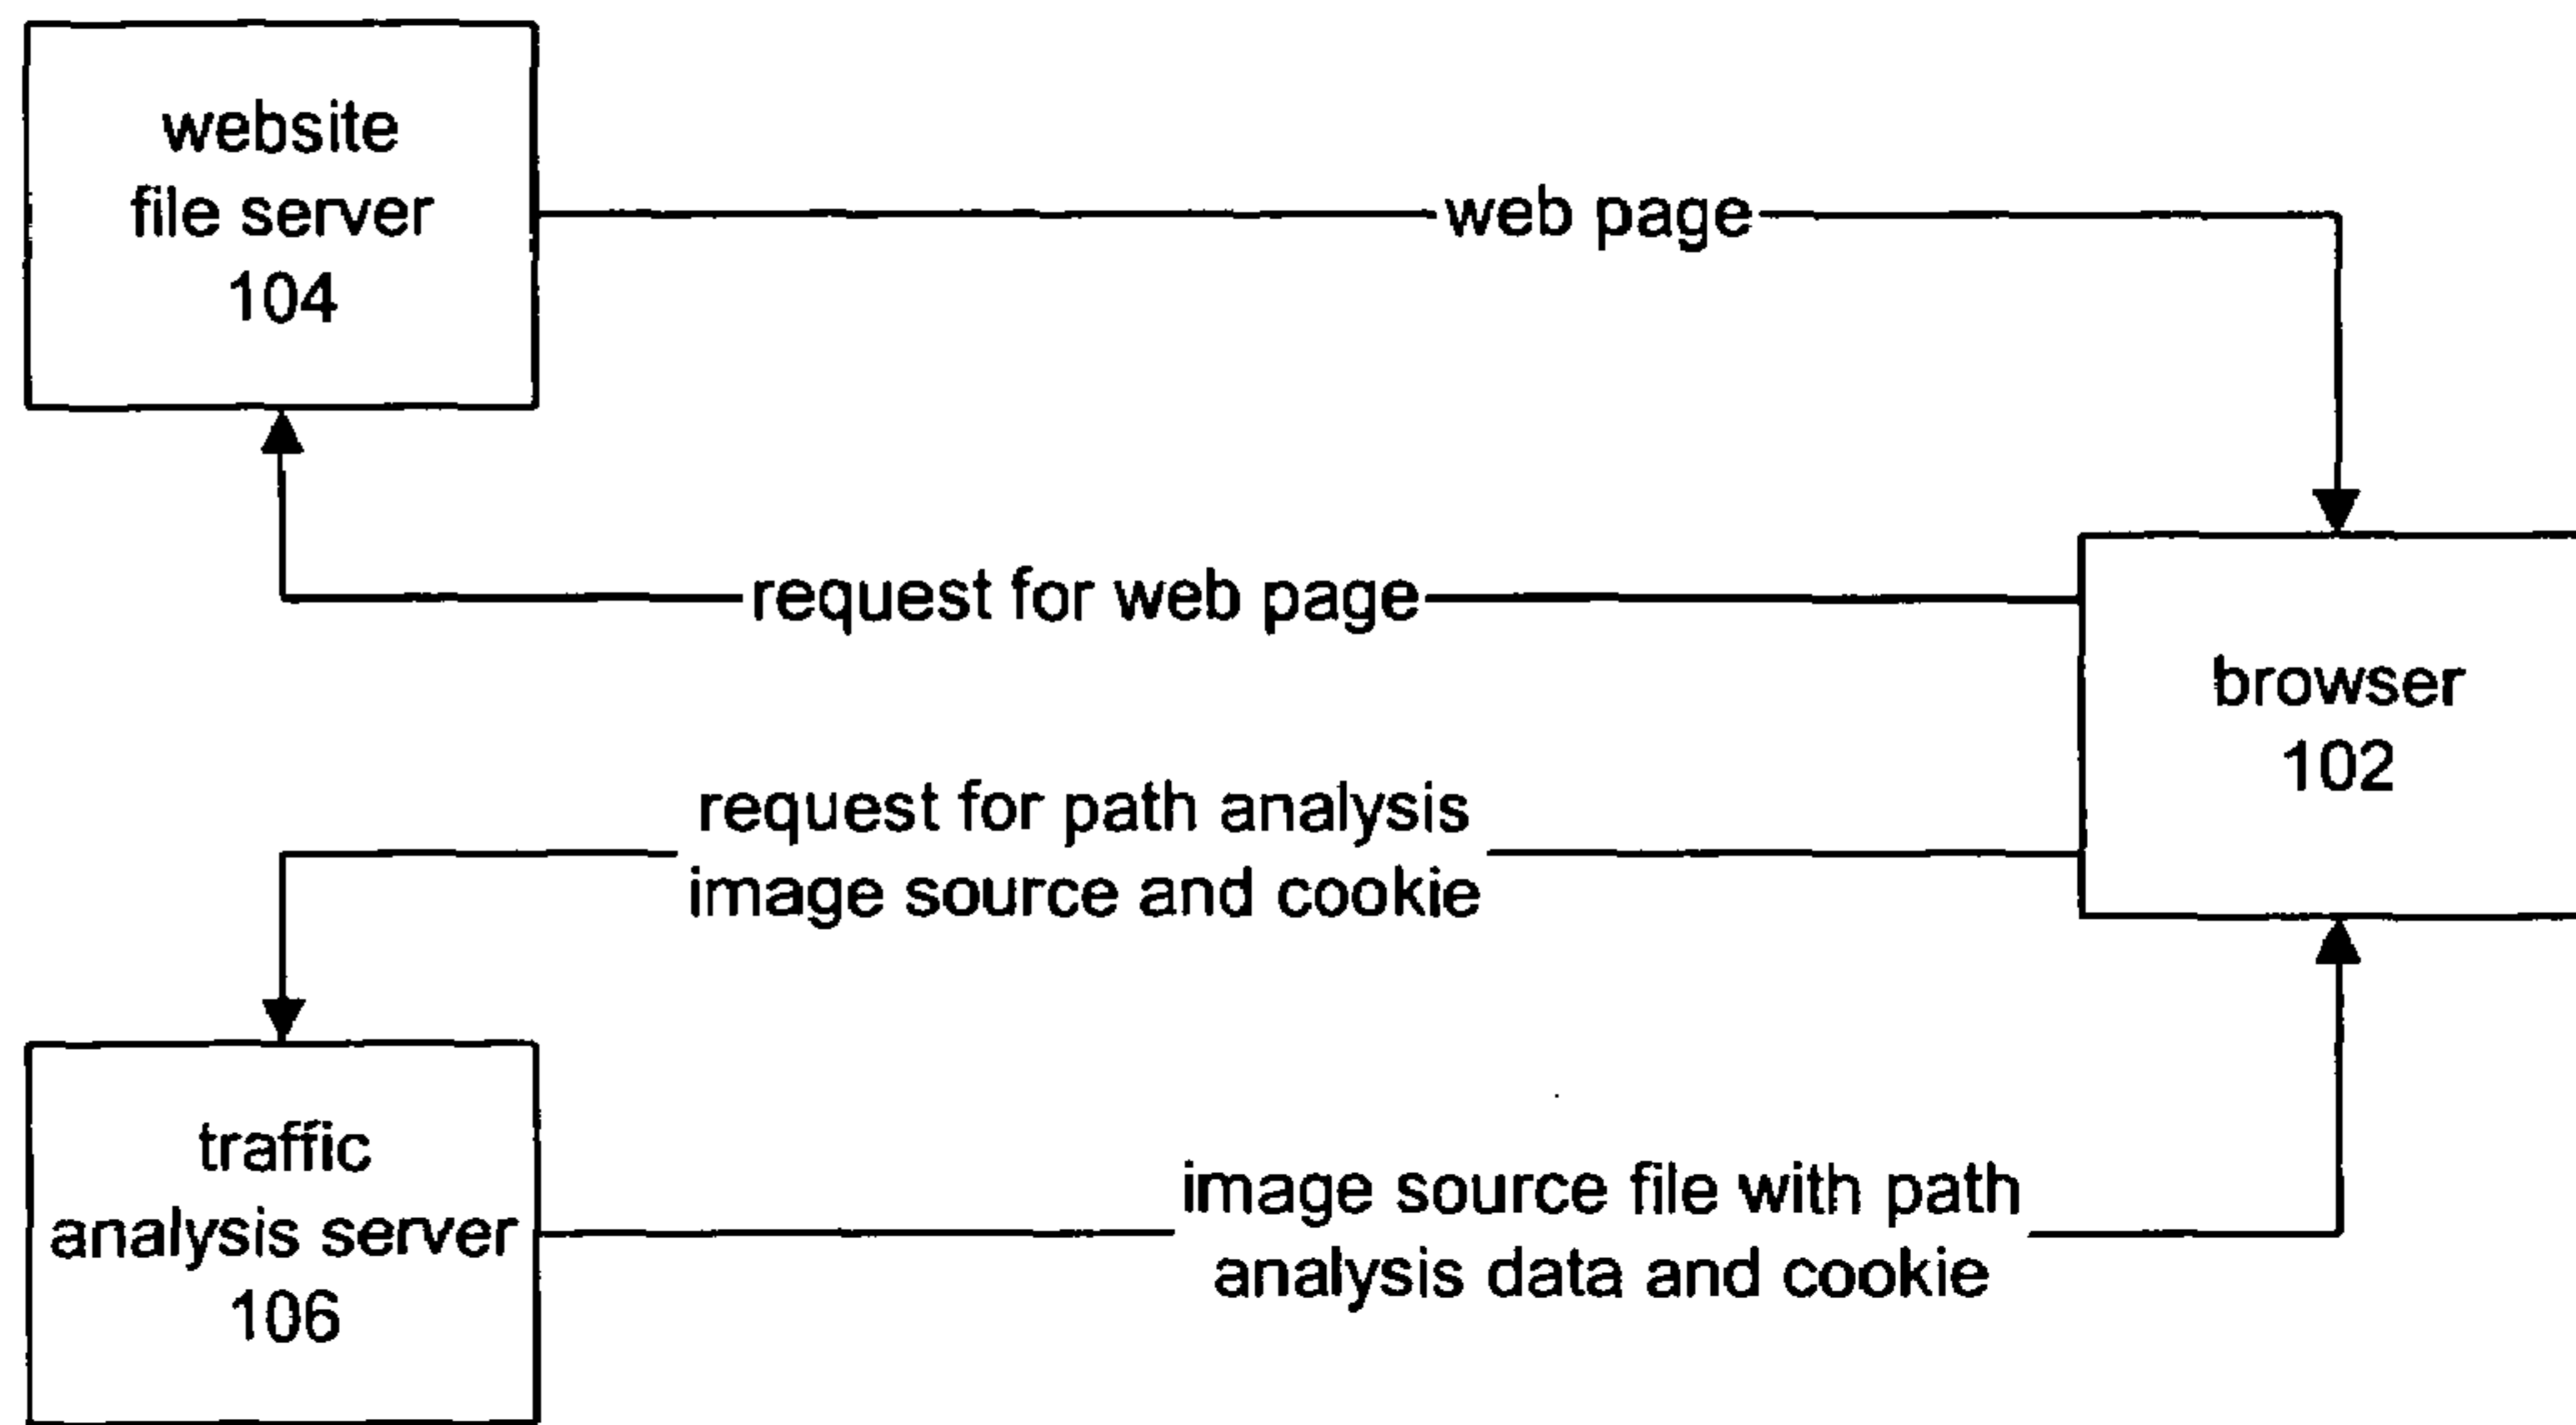 website
file server
104
web page
request for web page
browser
102
request for path analysis
image source and cookie
traffic
analysis server
106
image source file with path
analysis data and cookie